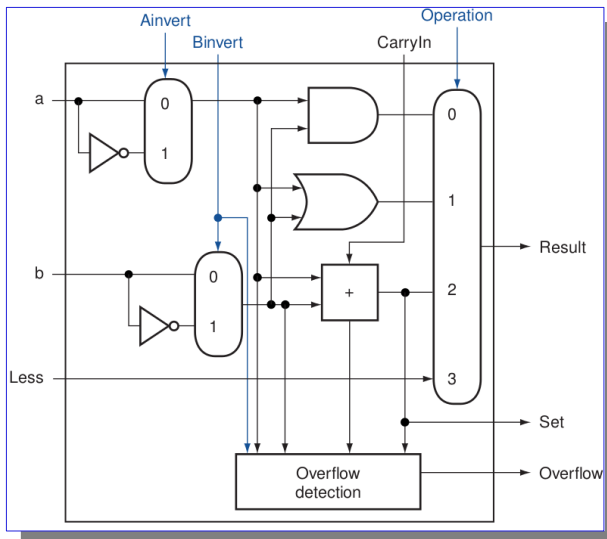 Ainvert
Binvert
Operation
CarryIn
a
0
1
0
1
b
0
1
+
2
Result
Less
3
Set
Overflow
detection
Overflow